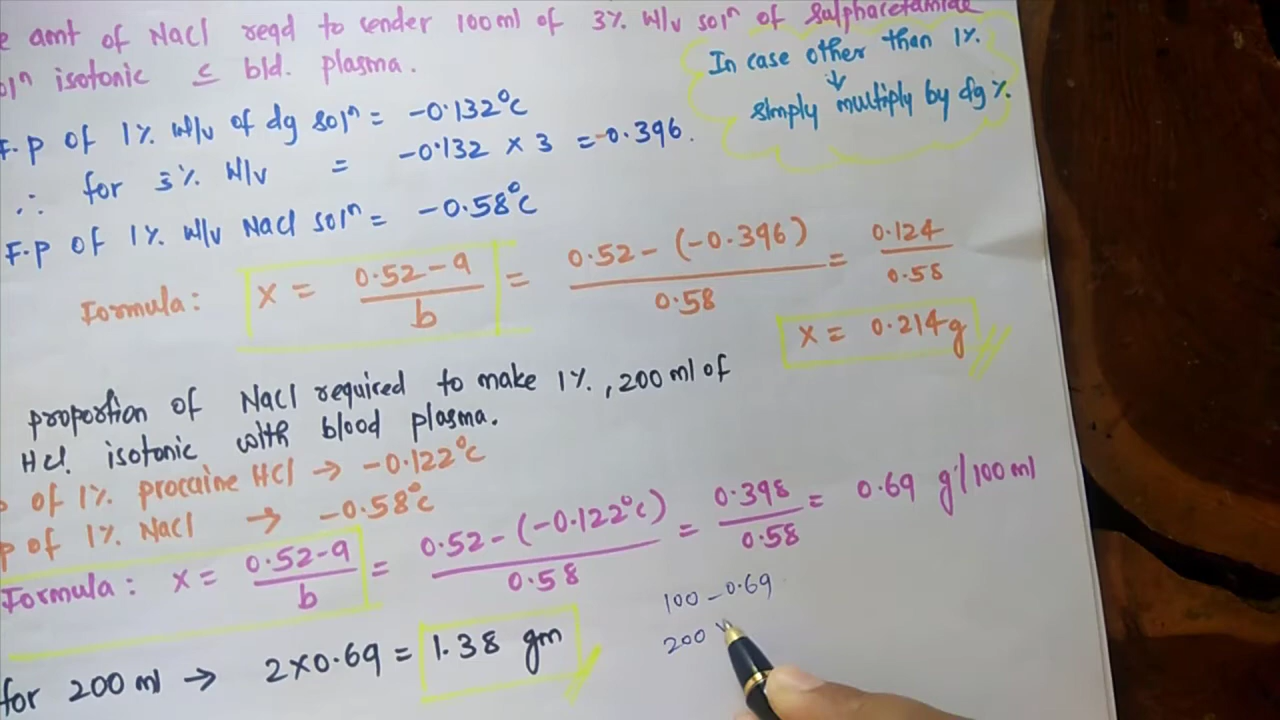 amt of NaCl reqd to sender 100ml of 3% W/v solⁿ of Sulphacetamide
solⁿ isotonic c̲ bld. plasma.
In case other than 1%.
↓
simply multiply by dg %.
F.p of 1% W/v of dg solⁿ = -0.132°C
∴ for 3% W/v = -0.132 × 3 = -0.396.
F.p of 1% W/v NaCl solⁿ = -0.58°C
Formula: x = 0.52-a / b = 0.52-(-0.396) / 0.58 = 0.124 / 0.58
x = 0.214g
proportion of NaCl required to make 1%, 200 ml of
HCl isotonic with blood plasma.
of 1% procaine HCl → -0.122°C
p of 1% NaCl → -0.58°C
Formula: x = 0.52-a / b = 0.52-(-0.122°C) / 0.58 = 0.398 / 0.58 = 0.69 g/100 ml
100 - 0.69
200
for 200 ml → 2×0.69 = 1.38 gm